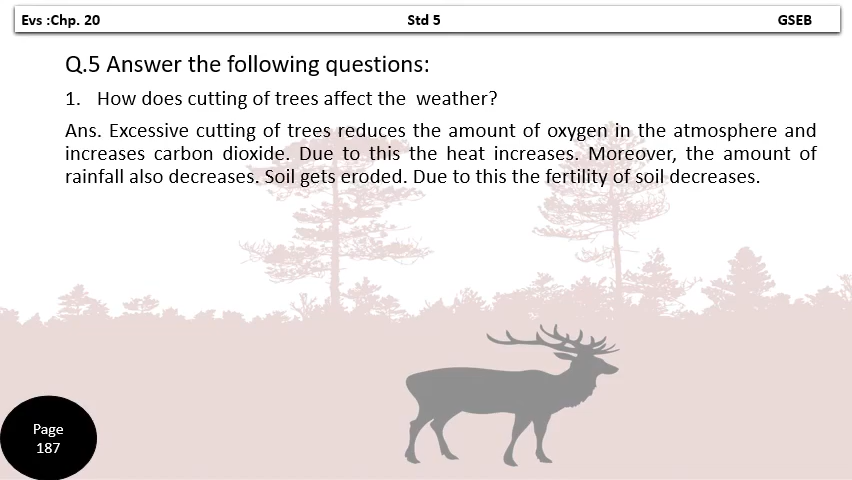 Evs :Chp. 20 Std 5 GSEB
Q.5 Answer the following questions:
1. How does cutting of trees affect the weather?
Ans. Excessive cutting of trees reduces the amount of oxygen in the atmosphere and
increases carbon dioxide. Due to this the heat increases. Moreover, the amount of
rainfall also decreases. Soil gets eroded. Due to this the fertility of soil decreases.
Page
187